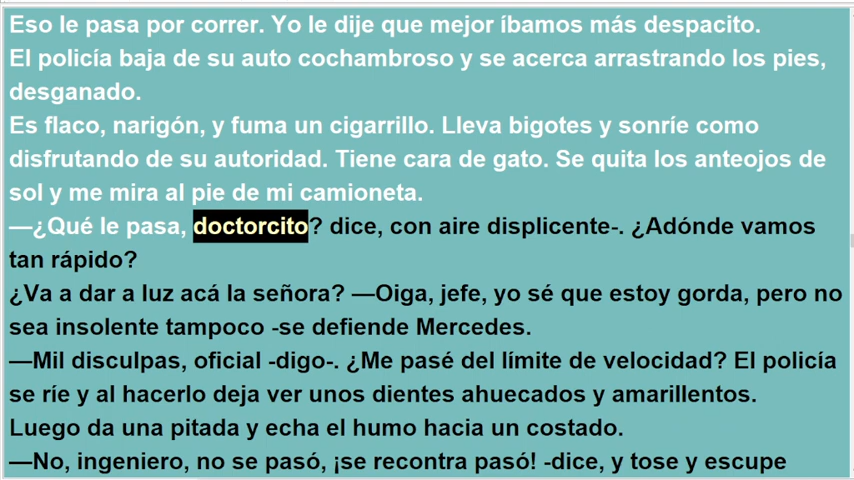 Eso le pasa por correr. Yo le dije que mejor íbamos más despacito.
El policía baja de su auto cochambroso y se acerca arrastrando los pies,
desganado.
Es flaco, narigón, y fuma un cigarrillo. Lleva bigotes y sonríe como
disfrutando de su autoridad. Tiene cara de gato. Se quita los anteojos de
sol y me mira al pie de mi camioneta.
—¿Qué le pasa, doctorcito? dice, con aire displicente-. ¿Adónde vamos
tan rápido?
¿Va a dar a luz acá la señora? —Oiga, jefe, yo sé que estoy gorda, pero no
sea insolente tampoco -se defiende Mercedes.
—Mil disculpas, oficial -digo-. ¿Me pasé del límite de velocidad? El policía
se ríe y al hacerlo deja ver unos dientes ahuecados y amarillentos.
Luego da una pitada y echa el humo hacia un costado.
—No, ingeniero, no se pasó, ¡se recontra pasó! -dice, y tose y escupe